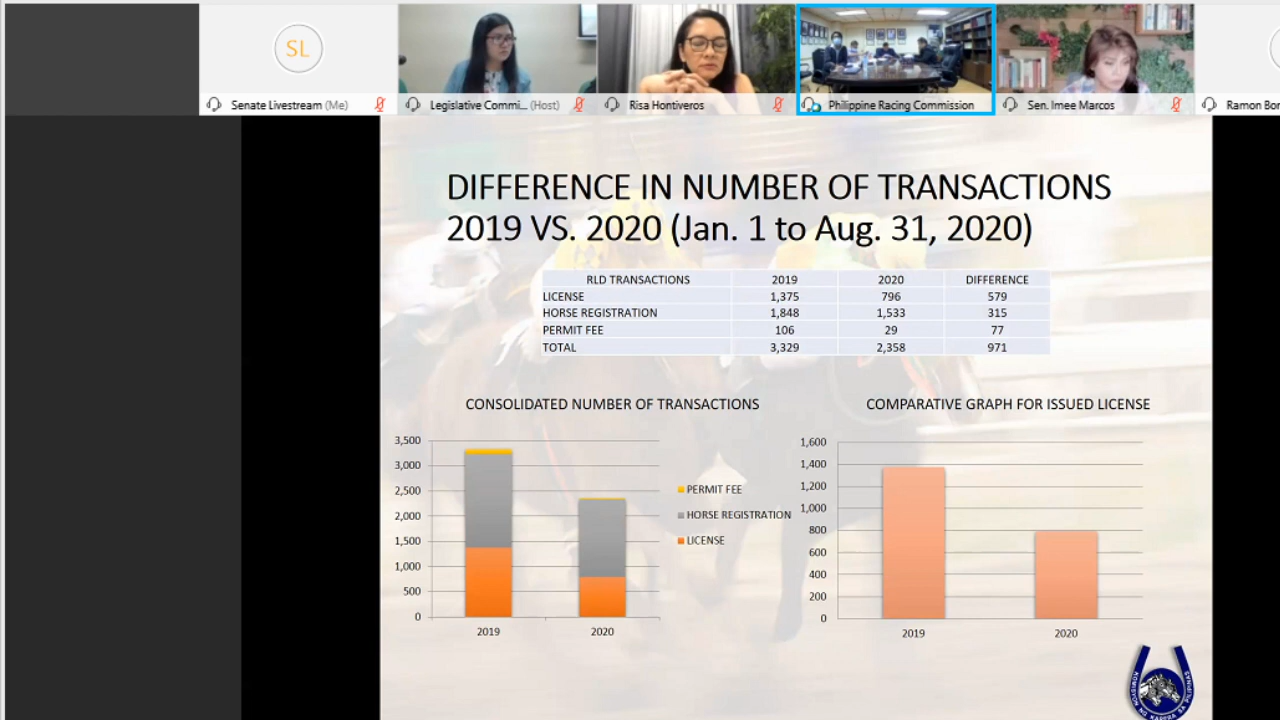 SL
Senate Livestream (Me)
Legislative Commi... (Host)
Risa Hontiveros
Philippine Racing Commission
Sen. Imee Marcos
Ramon Bon
DIFFERENCE IN NUMBER OF TRANSACTIONS
2019 VS. 2020 (Jan. 1 to Aug. 31, 2020)
RLD TRANSACTIONS 2019 2020 DIFFERENCE
LICENSE 1,375 796 579
HORSE REGISTRATION 1,848 1,533 315
PERMIT FEE 106 29 77
TOTAL 3,329 2,358 971
CONSOLIDATED NUMBER OF TRANSACTIONS
3,500
3,000
2,500
2,000
1,500
1,000
500
0
2019 2020
PERMIT FEE
HORSE REGISTRATION
LICENSE
COMPARATIVE GRAPH FOR ISSUED LICENSE
1,600
1,400
1,200
1,000
800
600
400
200
0
2019 2020